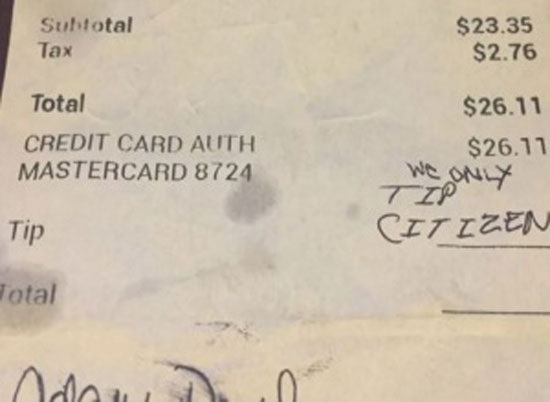 Subtotal $23.35
Tax $2.76
Total $26.11
CREDIT CARD AUTH $26.11
MASTERCARD 8724
WE ONLY
TIP
Tip CITIZEN
Total